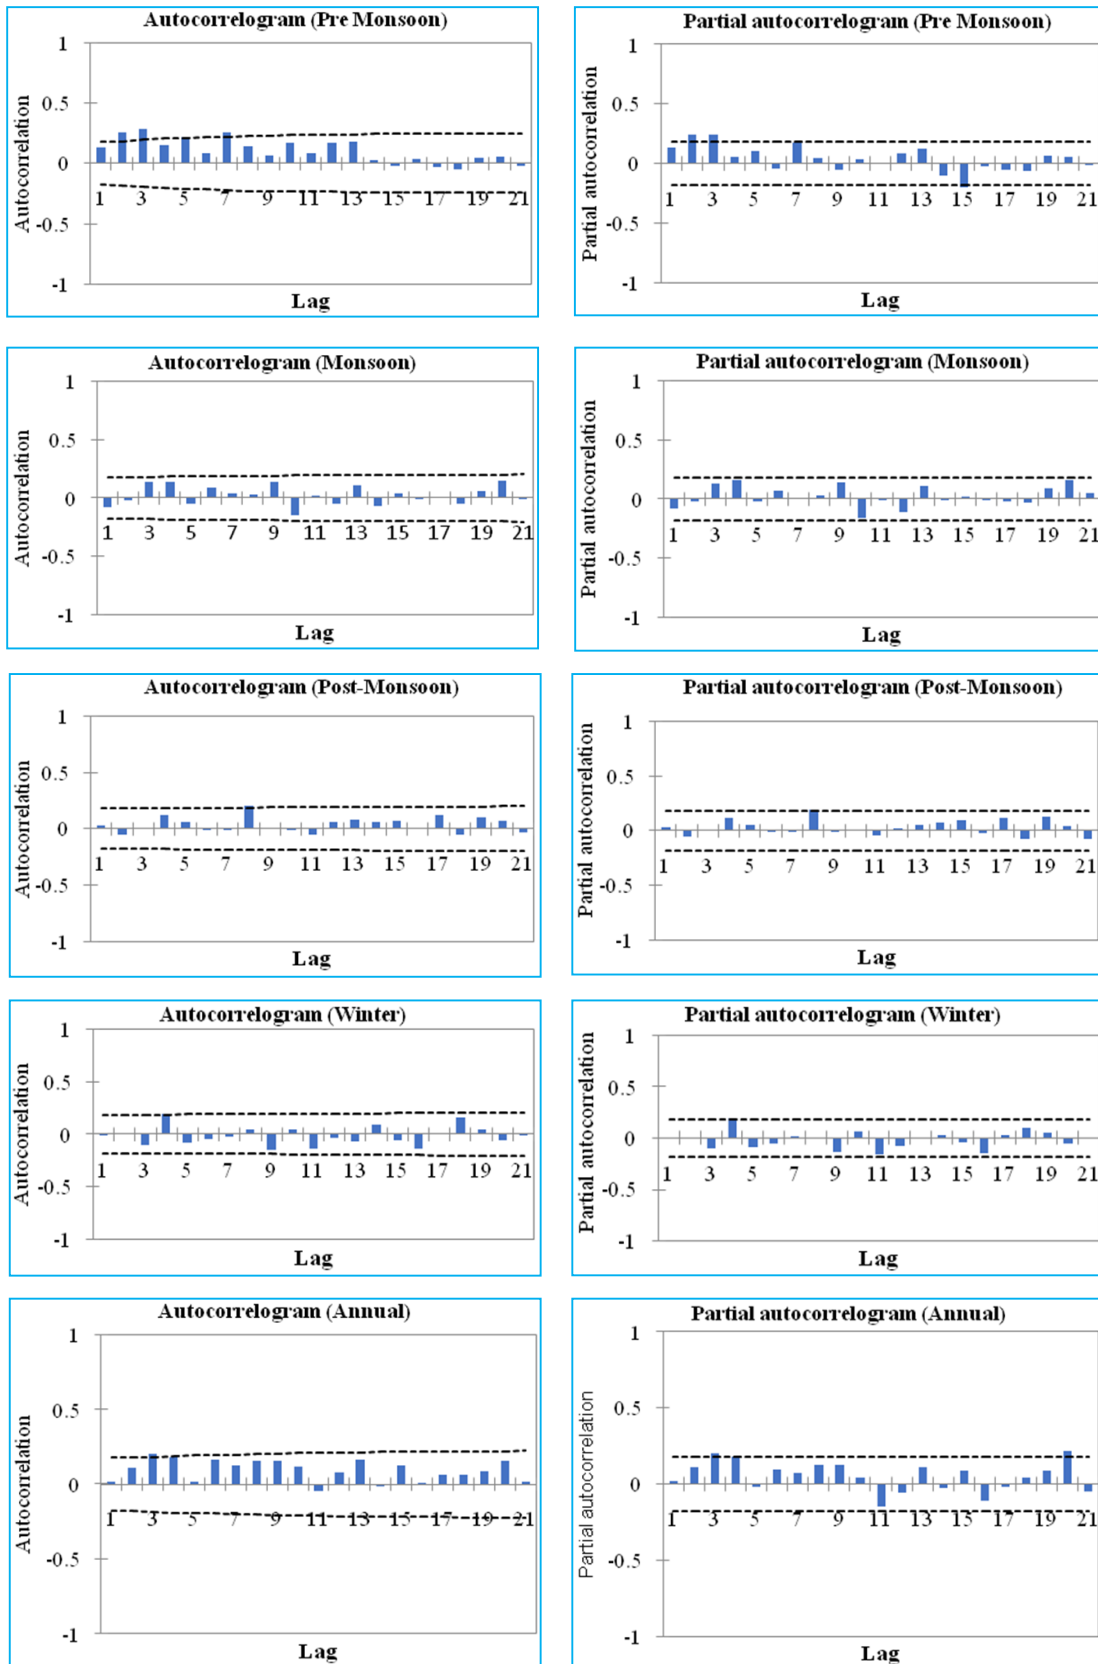 Autocorrelogram (Pre Monsoon)
1
0.5
0
-0.5
-1
1 3 5 7 9 11 13 15 17 19 21
Autocorrelation
Lag
Partial autocorrelogram (Pre Monsoon)
1
0.5
0
-0.5
-1
1 3 5 7 9 11 13 15 17 19 21
Partial autocorrelation
Lag
Autocorrelogram (Monsoon)
1
0.5
0
-0.5
-1
1 3 5 7 9 11 13 15 17 19 21
Autocorrelation
Lag
Partial autocorrelogram (Monsoon)
1
0.5
0
-0.5
-1
1 3 5 7 9 11 13 15 17 19 21
Partial autocorrelation
Lag
Autocorrelogram (Post-Monsoon)
1
0.5
0
-0.5
-1
1 3 5 7 9 11 13 15 17 19 21
Autocorrelation
Lag
Partial autocorrelogram (Post-Monsoon)
1
0.5
0
-0.5
-1
1 3 5 7 9 11 13 15 17 19 21
Partial autocorrelation
Lag
Autocorrelogram (Winter)
1
0.5
0
-0.5
-1
1 3 5 7 9 11 13 15 17 19 21
Autocorrelation
Lag
Partial autocorrelogram (Winter)
1
0.5
0
-0.5
-1
1 3 5 7 9 11 13 15 17 19 21
Partial autocorrelation
Lag
Autocorrelogram (Annual)
1
0.5
0
-0.5
-1
1 3 5 7 9 11 13 15 17 19 21
Autocorrelation
Lag
Partial autocorrelogram (Annual)
1
0.5
0
-0.5
-1
1 3 5 7 9 11 13 15 17 19 21
Partial autocorrelation
Lag